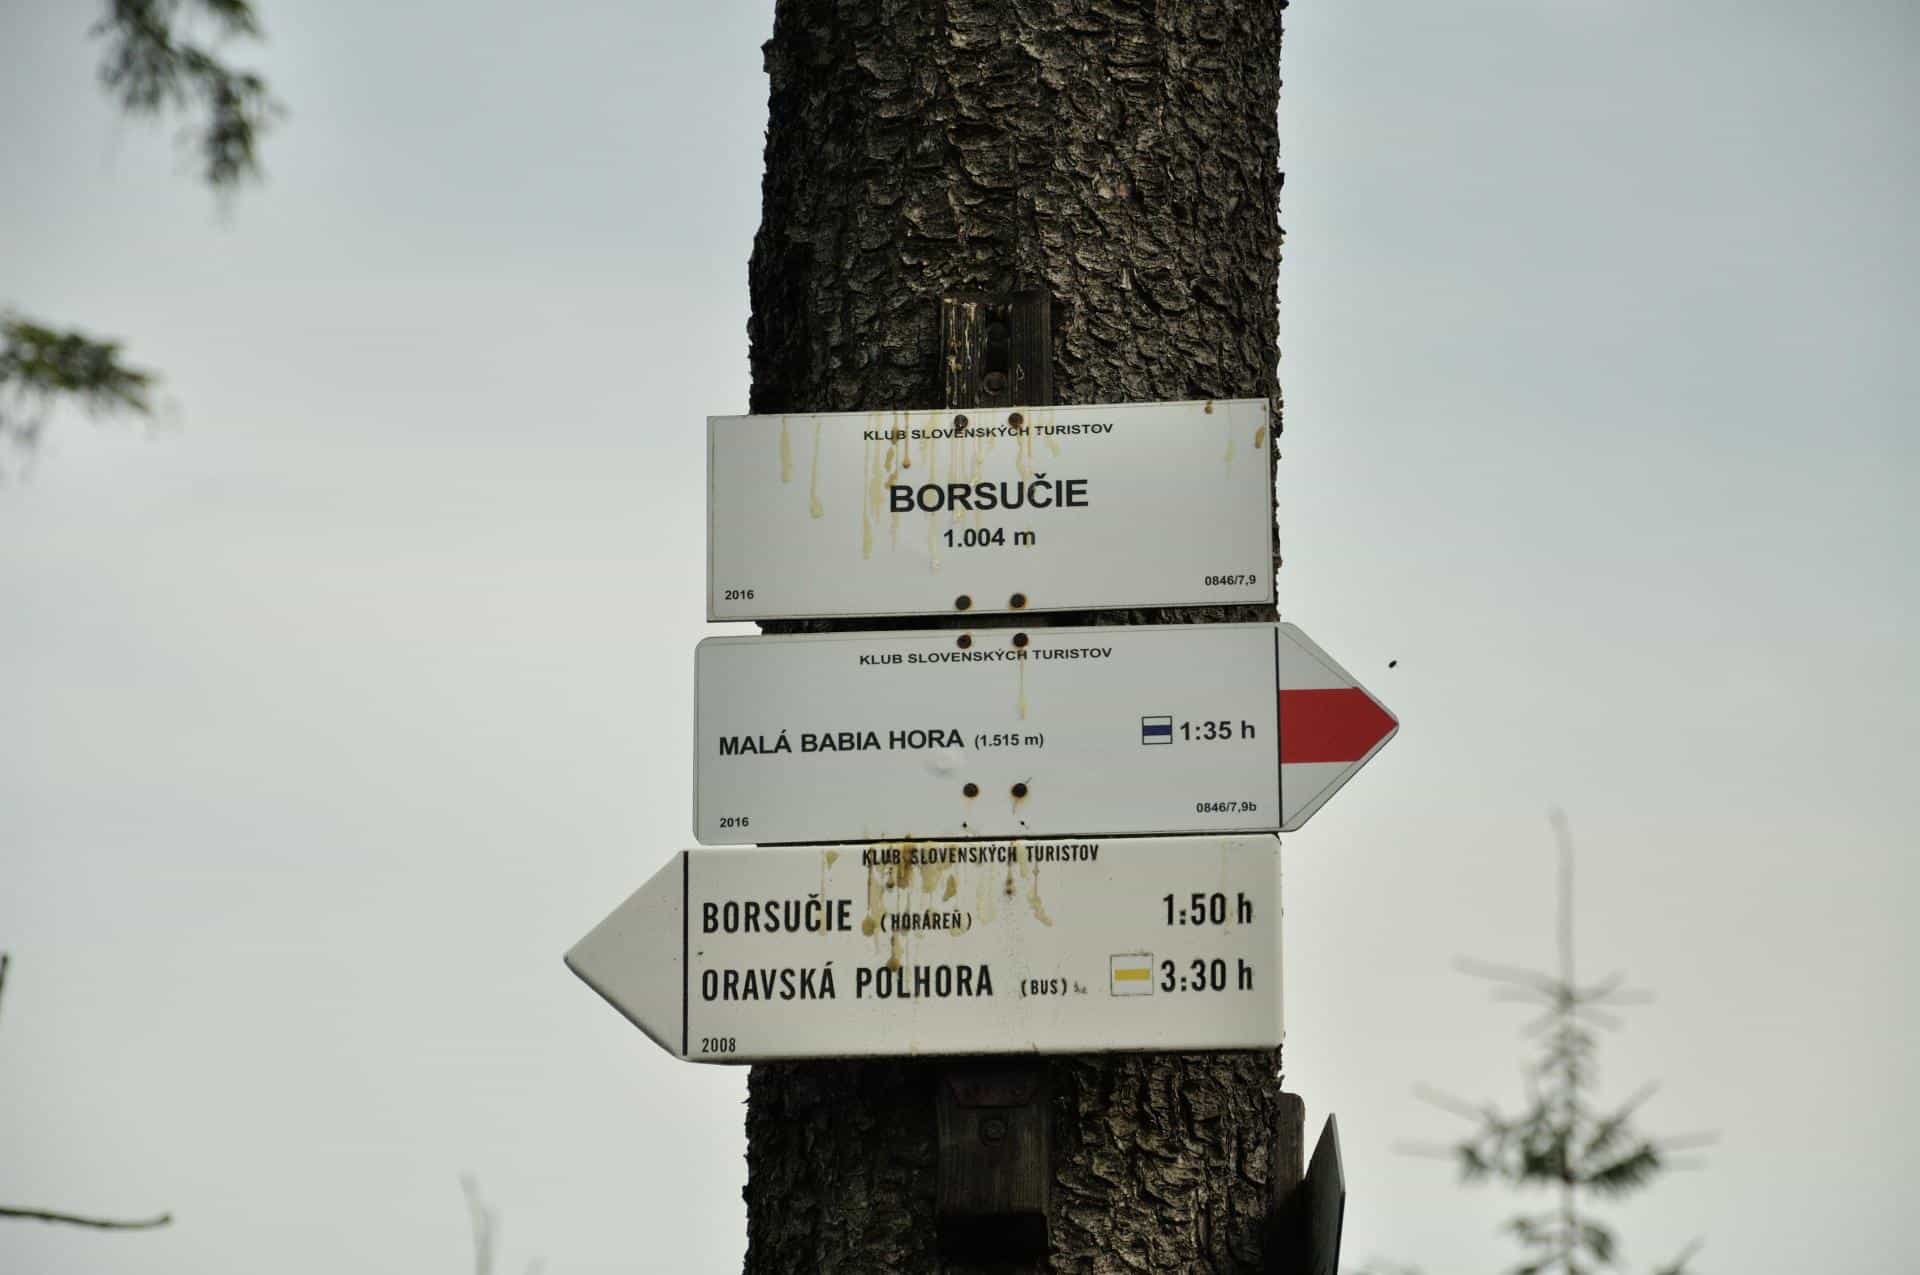 KLUB SLOVENSKÝCH TURISTOV
BORSUČIE
1.004 m
2016 0846/7,9
KLUB SLOVENSKÝCH TURISTOV
MALÁ BABIA HORA (1.515 m) 1:35 h
2016 0846/7,9b
KLUB SLOVENSKÝCH TURISTOV
BORSUČIE (HORÁREŇ) 1:50 h
ORAVSKÁ POLHORA (BUS) 3:30 h
2008